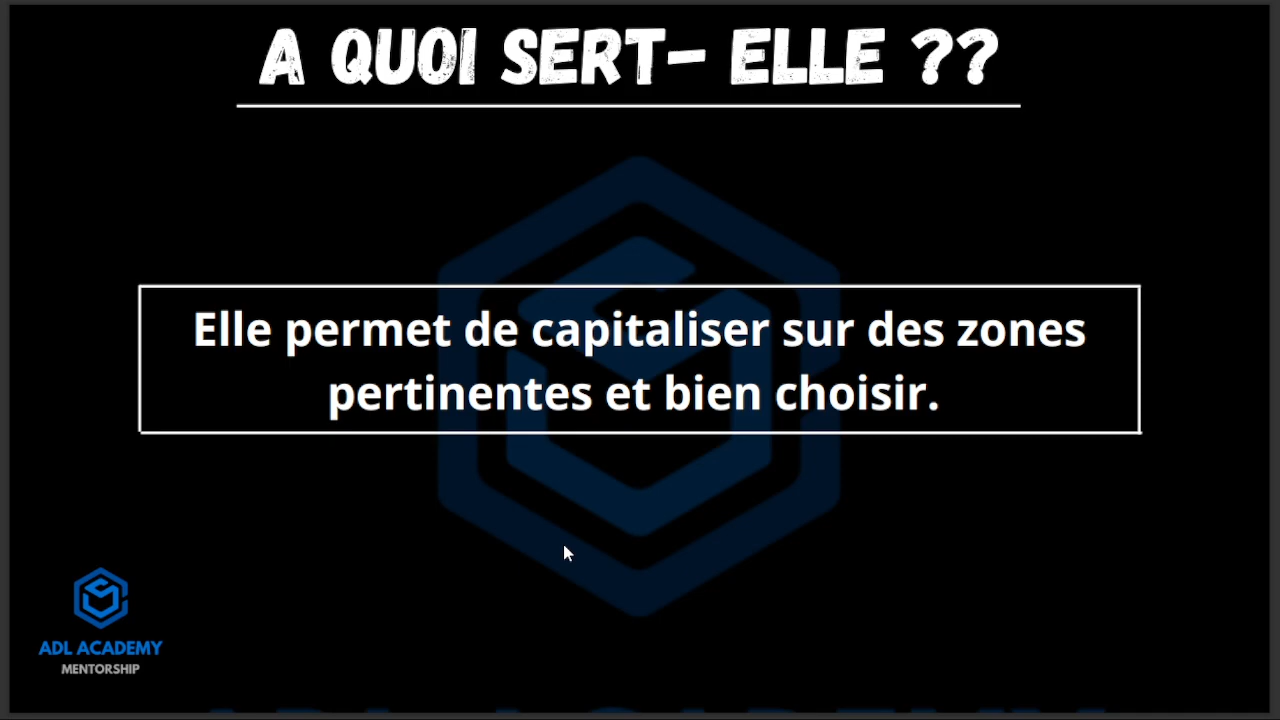 A QUOI SERT- ELLE ??
Elle permet de capitaliser sur des zones
pertinentes et bien choisir.
ADL ACADEMY
MENTORSHIP